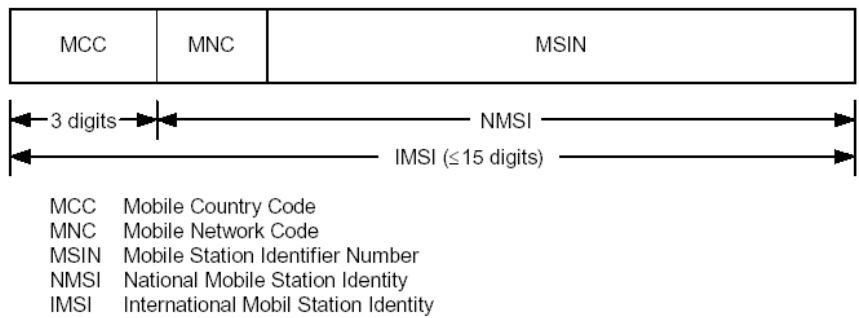 MCC MNC MSIN
3 digits NMSI
IMSI (≤15 digits)
MCC Mobile Country Code
MNC Mobile Network Code
MSIN Mobile Station Identifier Number
NMSI National Mobile Station Identity
IMSI International Mobil Station Identity